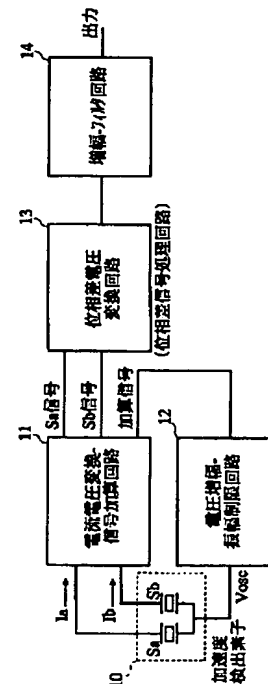 10
加速度
検出素子
Sa
Sb
Ia
Ib
Vosc
11
電流電圧変換・
信号加算回路
12
電圧増幅・
振幅制限回路
Sa信号
Sb信号
加算信号
13
位相差電圧
変換回路
(位相差信号処理回路)
14
増幅・フィルタ回路
出力